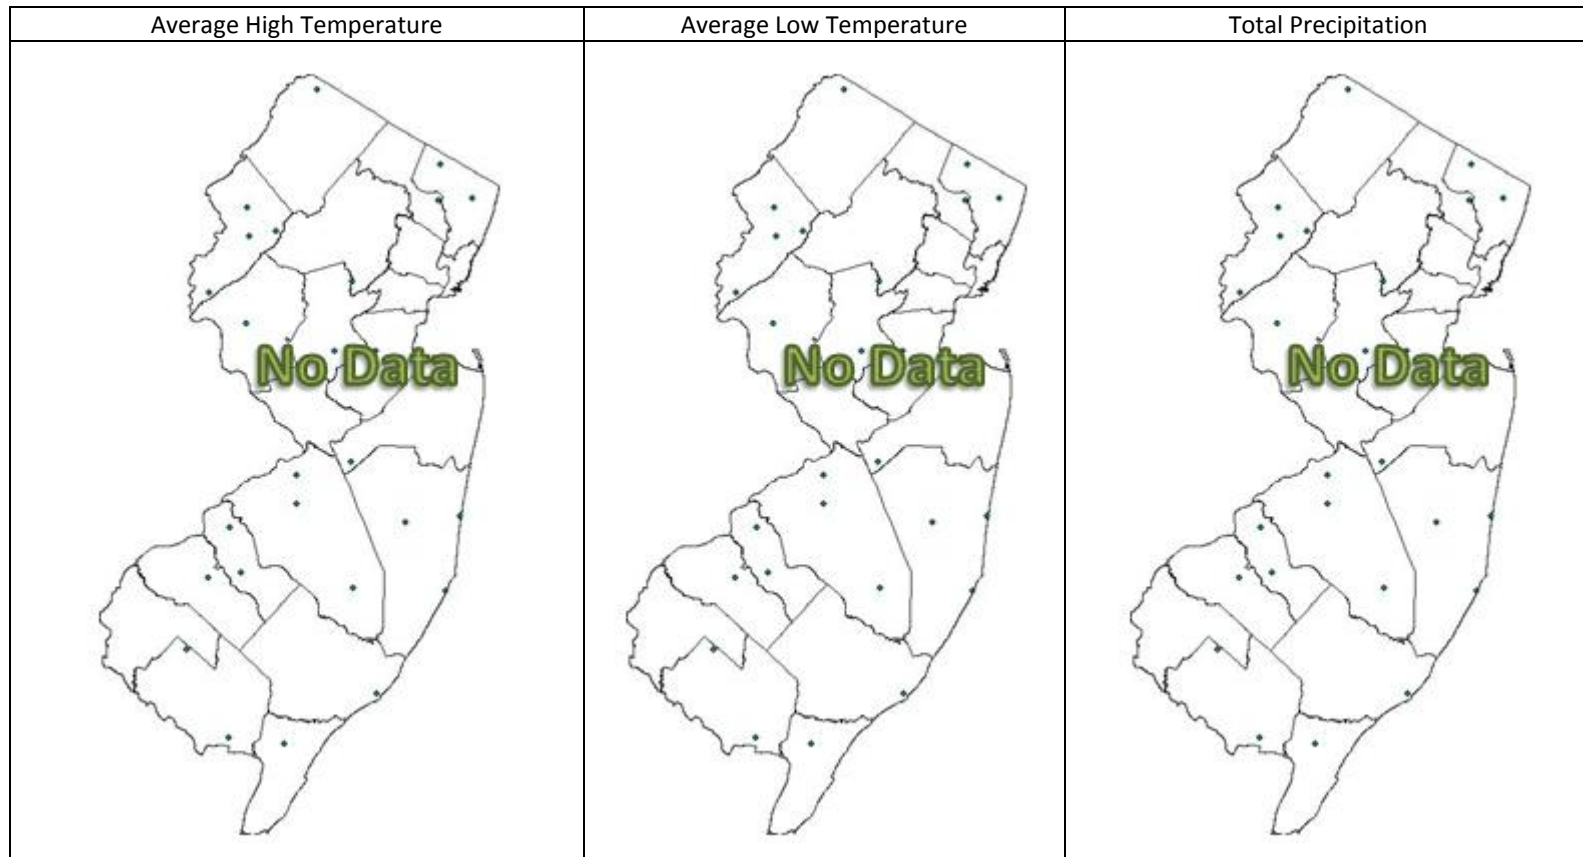 Average High Temperature
Average Low Temperature
Total Precipitation
No Data
No Data
No Data